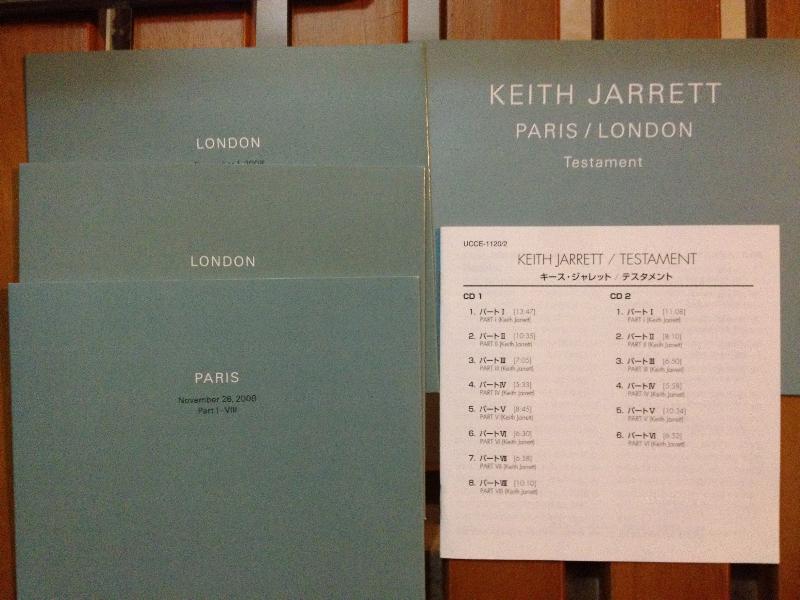 LONDON
LONDON
PARIS
November 26, 2008
Part I - VIII
KEITH JARRETT
PARIS / LONDON
Testament
UCCE-1120/2
KEITH JARRETT / TESTAMENT
キース・ジャレット / テスタメント
CD 1
1. パートⅠ [13:47]
PART I (Keith Jarrett)
2. パートⅡ [10:35]
PART II (Keith Jarrett)
3. パートⅢ [7:05]
PART III (Keith Jarrett)
4. パートⅣ [5:33]
PART IV (Keith Jarrett)
5. パートⅤ [8:45]
PART V (Keith Jarrett)
6. パートⅥ [6:30]
PART VI (Keith Jarrett)
7. パートⅦ [6:58]
PART VII (Keith Jarrett)
8. パートⅧ [10:10]
PART VIII (Keith Jarrett)
CD 2
1. パートⅠ [11:08]
PART I (Keith Jarrett)
2. パートⅡ [8:10]
PART II (Keith Jarrett)
3. パートⅢ [6:50]
PART III (Keith Jarrett)
4. パートⅣ [5:58]
PART IV (Keith Jarrett)
5. パートⅤ [10:34]
PART V (Keith Jarrett)
6. パートⅥ [6:52]
PART VI (Keith Jarrett)